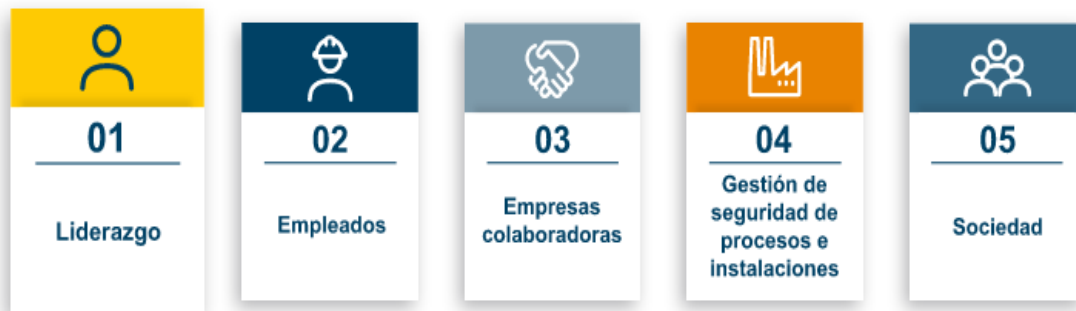 01
Liderazgo
02
Empleados
03
Empresas
colaboradoras
04
Gestión de
seguridad de
procesos e
instalaciones
05
Sociedad